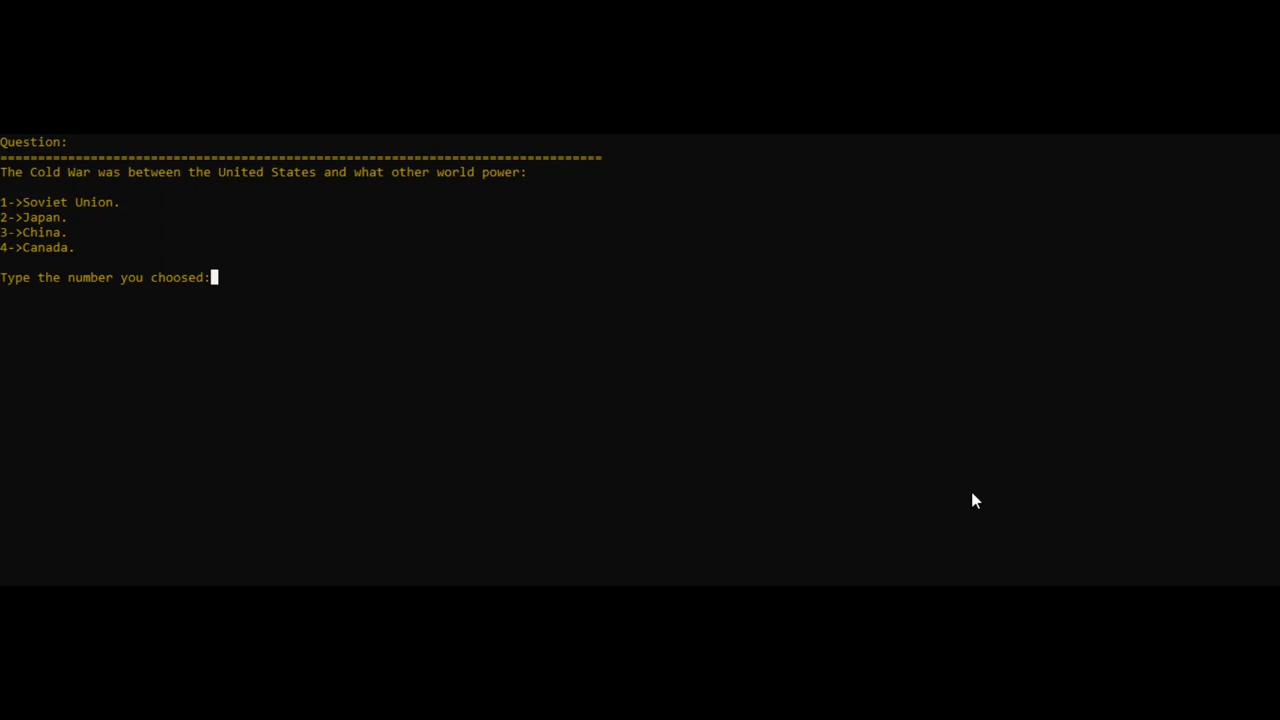 Question:
================================================================================
The Cold War was between the United States and what other world power:
1->Soviet Union.
2->Japan.
3->China.
4->Canada.
Type the number you choosed: